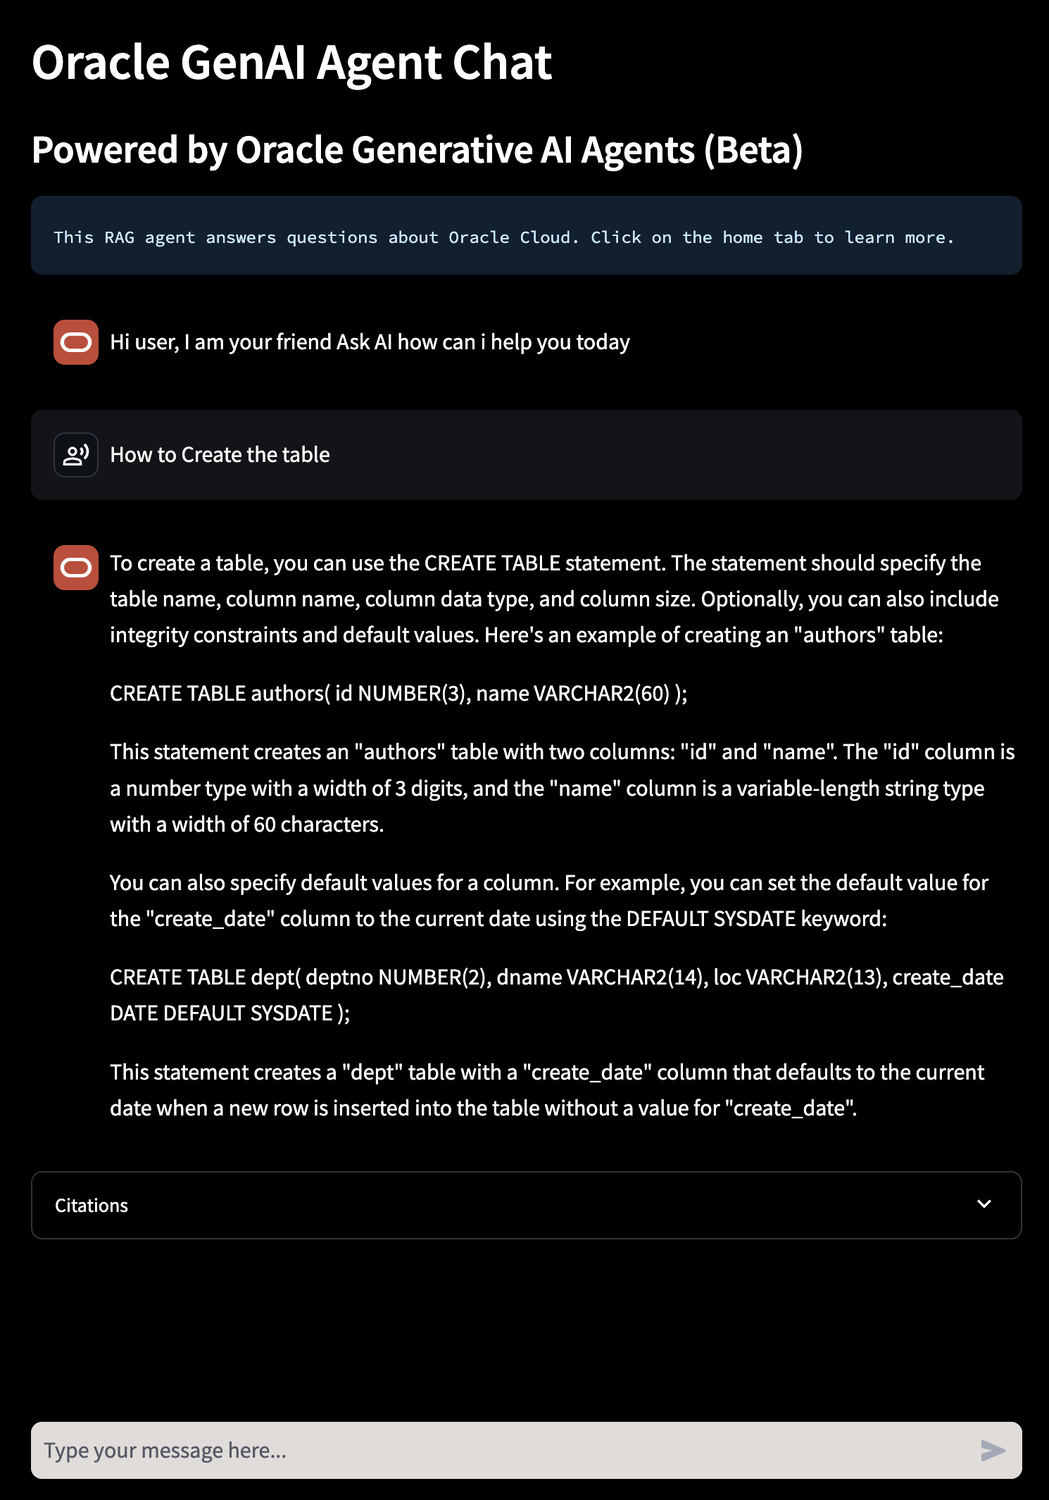 Oracle GenAI Agent Chat
Powered by Oracle Generative AI Agents (Beta)
This RAG agent answers questions about Oracle Cloud. Click on the home tab to learn more.
Hi user, I am your friend Ask AI how can i help you today
How to Create the table
To create a table, you can use the CREATE TABLE statement. The statement should specify the
table name, column name, column data type, and column size. Optionally, you can also include
integrity constraints and default values. Here's an example of creating an "authors" table:
CREATE TABLE authors( id NUMBER(3), name VARCHAR2(60) );
This statement creates an "authors" table with two columns: "id" and "name". The "id" column is
a number type with a width of 3 digits, and the "name" column is a variable-length string type
with a width of 60 characters.
You can also specify default values for a column. For example, you can set the default value for
the "create_date" column to the current date using the DEFAULT SYSDATE keyword:
CREATE TABLE dept( deptno NUMBER(2), dname VARCHAR2(14), loc VARCHAR2(13), create_date
DATE DEFAULT SYSDATE );
This statement creates a "dept" table with a "create_date" column that defaults to the current
date when a new row is inserted into the table without a value for "create_date".
Citations
Type your message here...